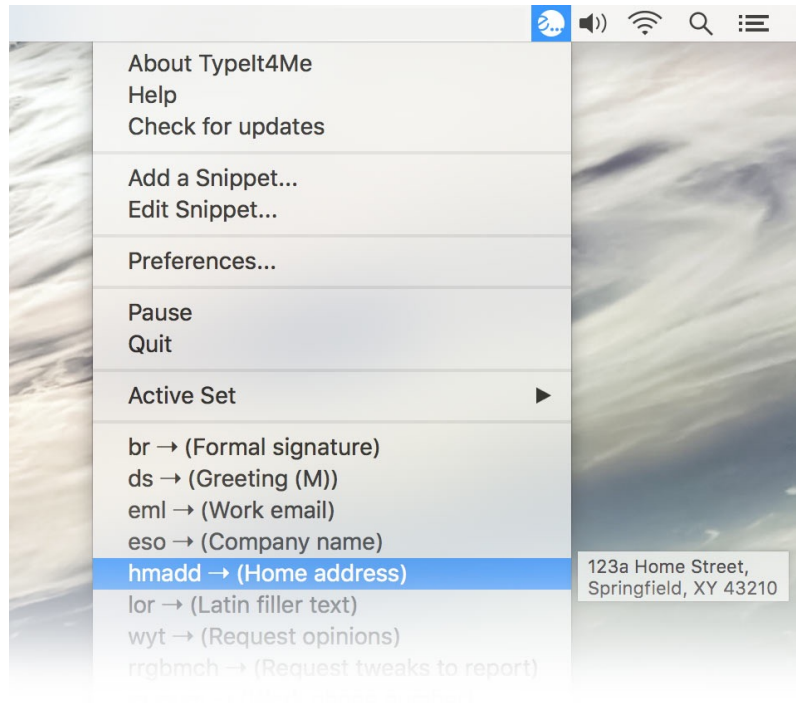 About TypeIt4Me
Help
Check for updates
Add a Snippet...
Edit Snippet...
Preferences...
Pause
Quit
Active Set
br → (Formal signature)
ds → (Greeting (M))
eml → (Work email)
eso → (Company name)
hmadd → (Home address)
123a Home Street,
Springfield, XY 43210
lor → (Latin filler text)
wyt → (Request opinions)
rrgbmch → (Request tweaks to report)